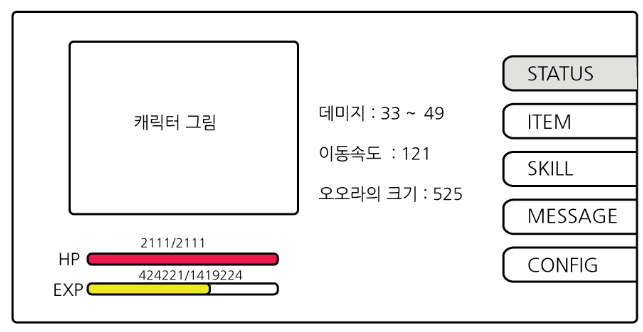 캐릭터 그림
데미지 : 33 ~ 49
이동속도 : 121
오오라의 크기 : 525
HP 2111/2111
EXP 424221/1419224
STATUS
ITEM
SKILL
MESSAGE
CONFIG